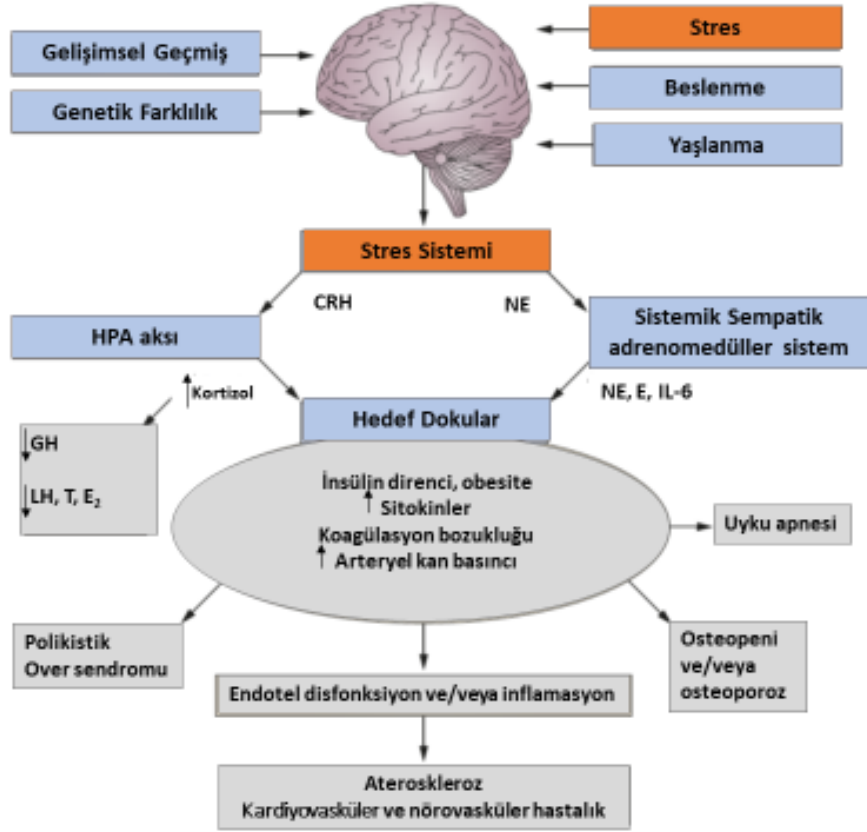 Gelişimsel Geçmiş
Genetik Farklılık
Stres
Beslenme
Yaşlanma
Stres Sistemi
CRH
NE
HPA aksı
Sistemik Sempatik
adrenomedüller sistem
↑Kortizol
NE, E, IL-6
Hedef Dokular
↓GH
↓LH, T, E₂
İnsülin direnci, obesite
↑Sitokinler
Koagülasyon bozukluğu
↑Arteryel kan basıncı
Uyku apnesi
Polikistik
Over sendromu
Osteopeni
ve/veya
osteoporoz
Endotel disfonksiyon ve/veya inflamasyon
Ateroskleroz
Kardiyovasküler ve nörovasküler hastalık